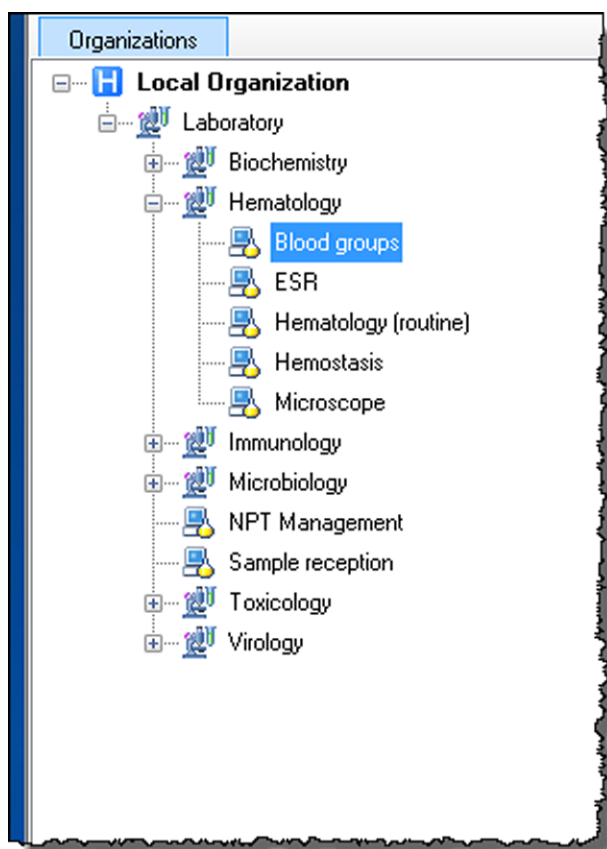 Organizations
H Local Organization
Laboratory
Biochemistry
Hematology
Blood groups
ESR
Hematology (routine)
Hemostasis
Microscope
Immunology
Microbiology
NPT Management
Sample reception
Toxicology
Virology